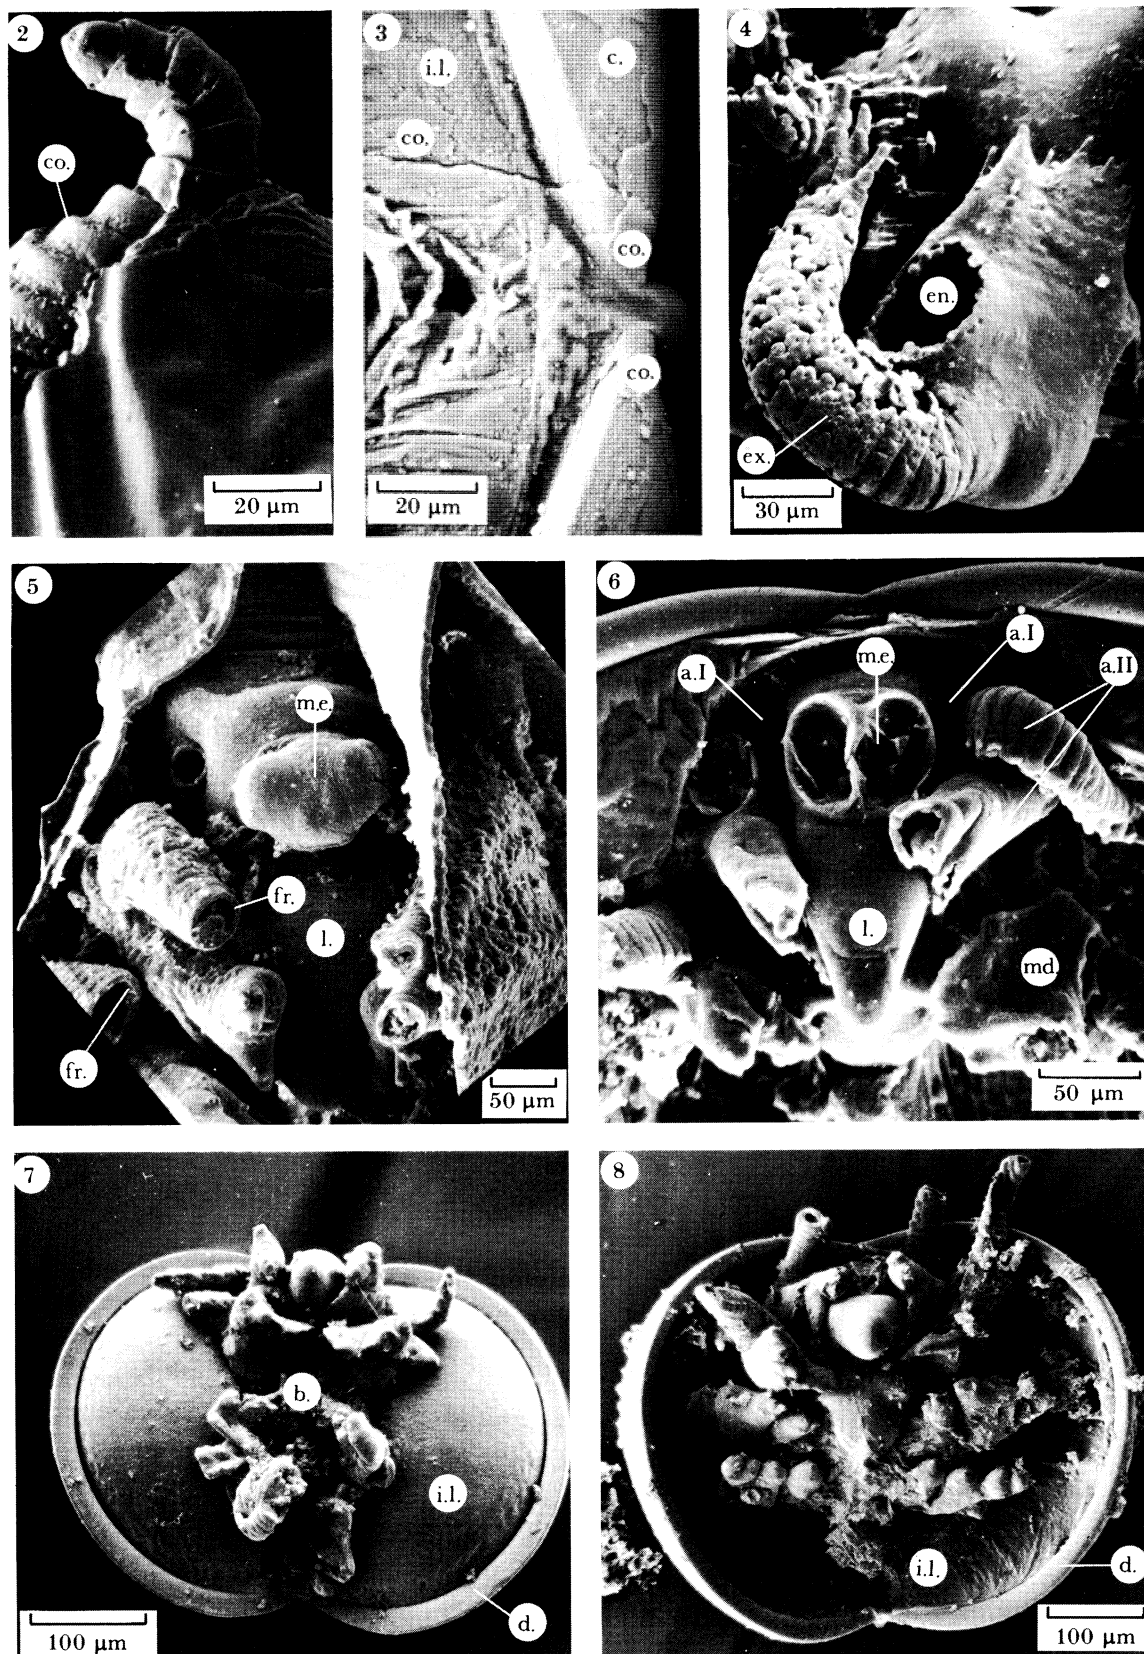 2
co.
20 μm
3
i.l.
c.
co.
co.
co.
20 μm
4
en.
ex.
30 μm
5
m.e.
fr.
l.
fr.
50 μm
6
a.I
m.e.
a.I
a.II
l.
md.
50 μm
7
b.
i.l.
d.
100 μm
8
i.l.
d.
100 μm